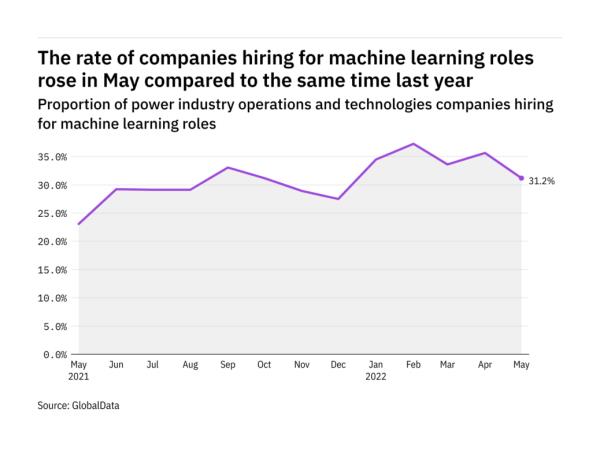 The rate of companies hiring for machine learning roles
rose in May compared to the same time last year
Proportion of power industry operations and technologies companies hiring
for machine learning roles
35.0%
30.0%
31.2%
25.0%
20.0%
15.0%
10.0%
5.0%
0.0%
May Jun Jul Aug Sep Oct Nov Dec Jan Feb Mar Apr May
2021 2022
Source: GlobalData